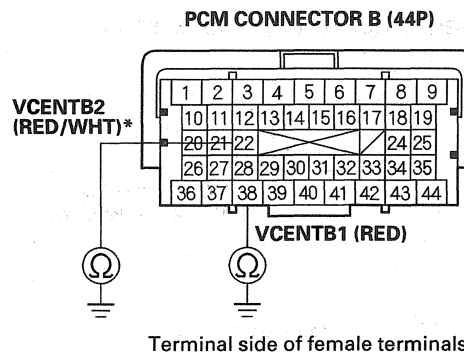 PCM CONNECTOR B (44P)
1 2 3 4 5 6 7 8 9
VCENTB2
(RED/WHT)*
10 11 12 13 14 15 16 17 18 19
20 21 22 24 25
26 27 28 29 30 31 32 33 34 35
36 37 38 39 40 41 42 43 44
VCENTB1 (RED)
Ω Ω
Terminal side of female terminals